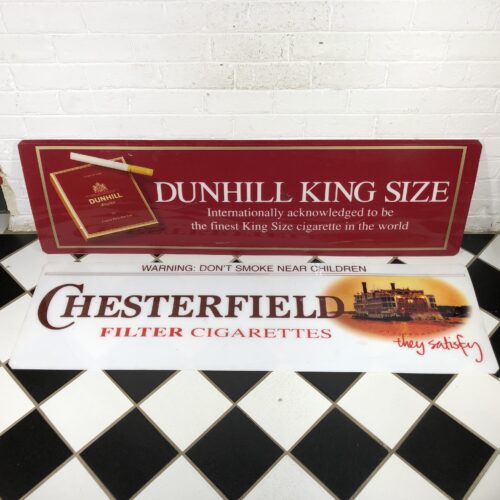 DUNHILL
DUNHILL KING SIZE
Internationally acknowledged to be
the finest King Size cigarette in the world
WARNING: DON'T SMOKE NEAR CHILDREN
CHESTERFIELD
FILTER CIGARETTES
they satisfy